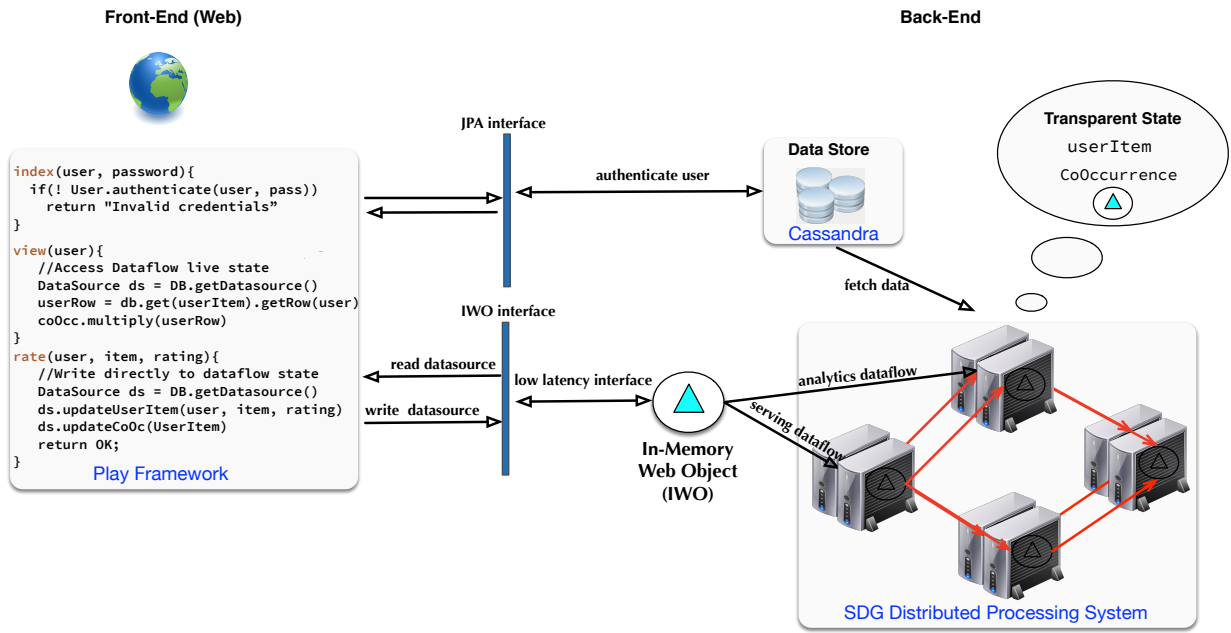 Front-End (Web)
Back-End
JPA interface
index(user, password){
if(! User.authenticate(user, pass))
return "Invalid credentials”
}
view(user){
//Access Dataflow live state
DataSource ds = DB.getDatasource()
userRow = db.get(userItem).getRow(user)
coOcc.multiply(userRow)
}
rate(user, item, rating){
//Write directly to dataflow state
DataSource ds = DB.getDatasource()
ds.updateUserItem(user, item, rating)
ds.updateCoOc(UserItem)
return OK;
}
Play Framework
authenticate user
Data Store
Cassandra
Transparent State
userItem
CoOccurrence
fetch data
IWO interface
read datasource
write datasource
low latency interface
In-Memory
Web Object
(IWO)
analytics dataflow
serving dataflow
SDG Distributed Processing System